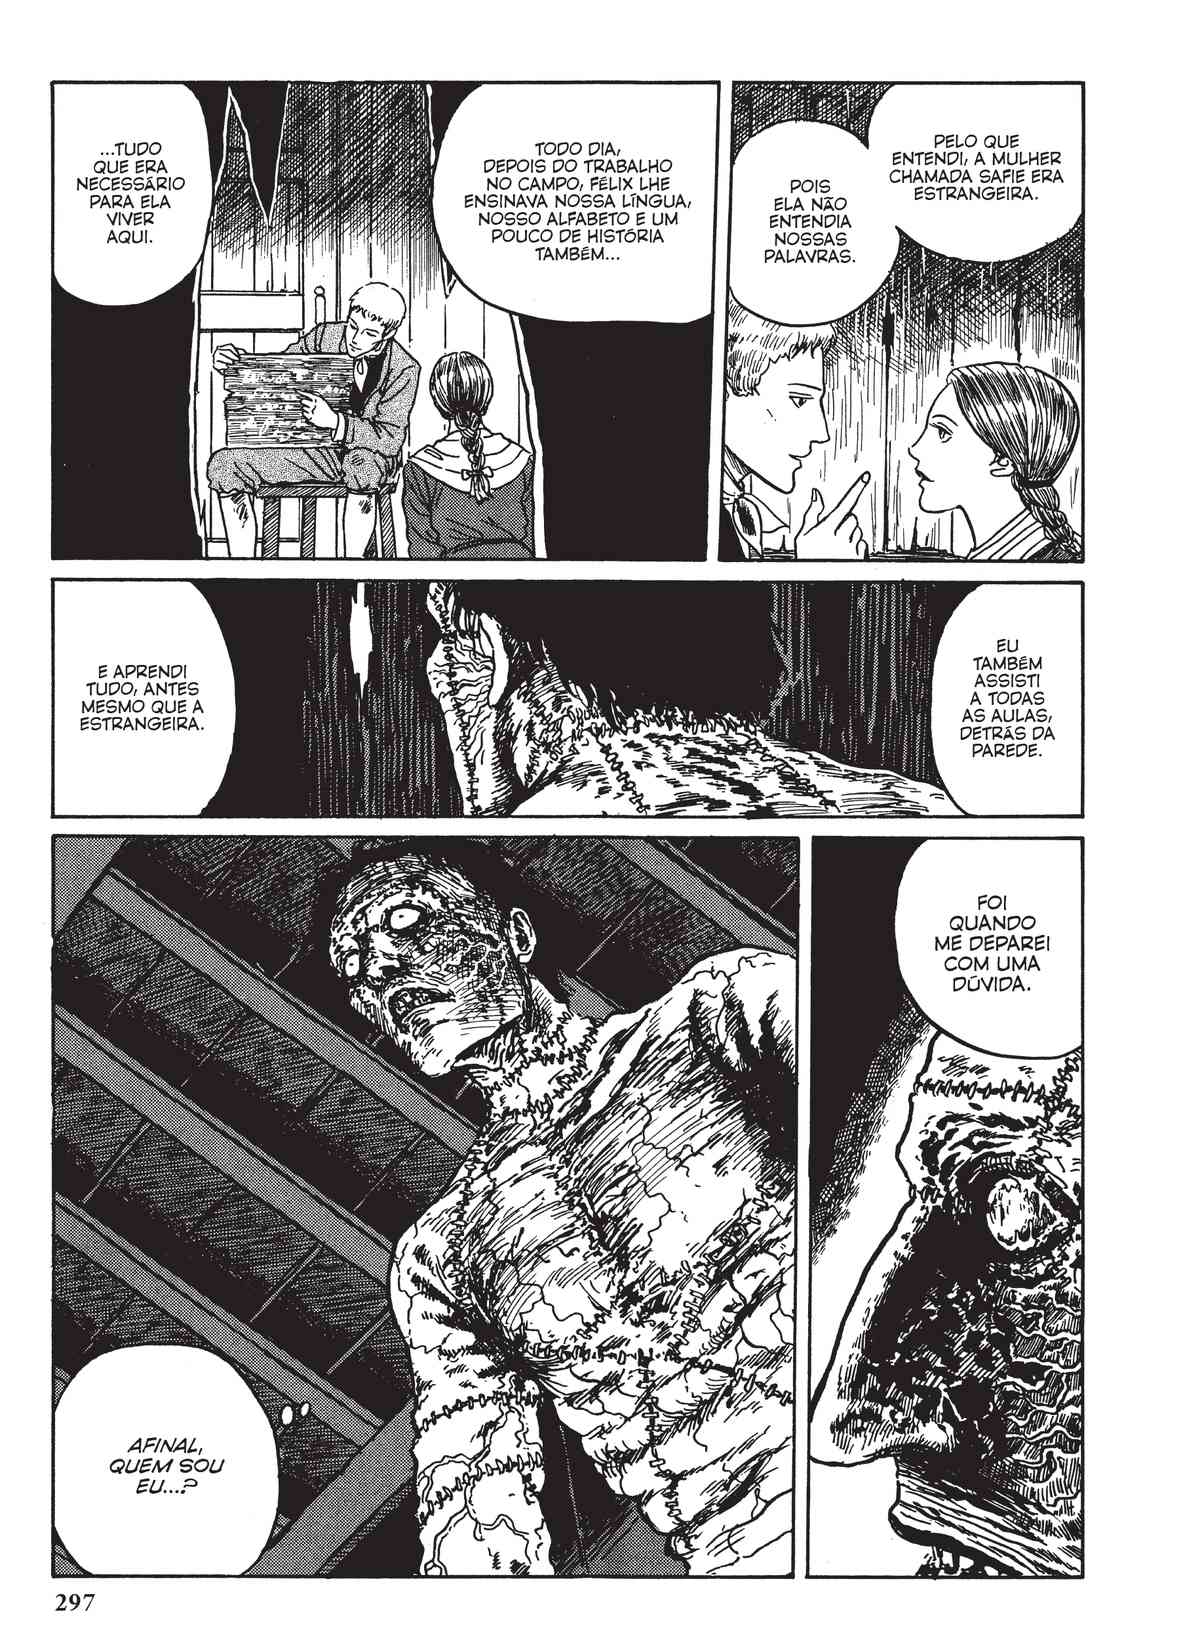 PELO QUE
ENTENDI, A MULHER
CHAMADA SAFIE ERA
ESTRANGEIRA.
POIS
ELA NÃO
ENTENDIA
NOSSAS
PALAVRAS.
TODO DIA,
DEPOIS DO TRABALHO
NO CAMPO, FÉLIX LHE
ENSINAVA NOSSA LÍNGUA,
NOSSO ALFABETO E UM
POUCO DE HISTÓRIA
TAMBÉM...
...TUDO
QUE ERA
NECESSÁRIO
PARA ELA
VIVER
AQUI.
EU
TAMBÉM
ASSISTI
A TODAS
AS AULAS,
DETRÁS DA
PAREDE.
E APRENDI
TUDO, ANTES
MESMO QUE A
ESTRANGEIRA.
FOI
QUANDO
ME DEPAREI
COM UMA
DÚVIDA.
AFINAL,
QUEM SOU
EU...?
297